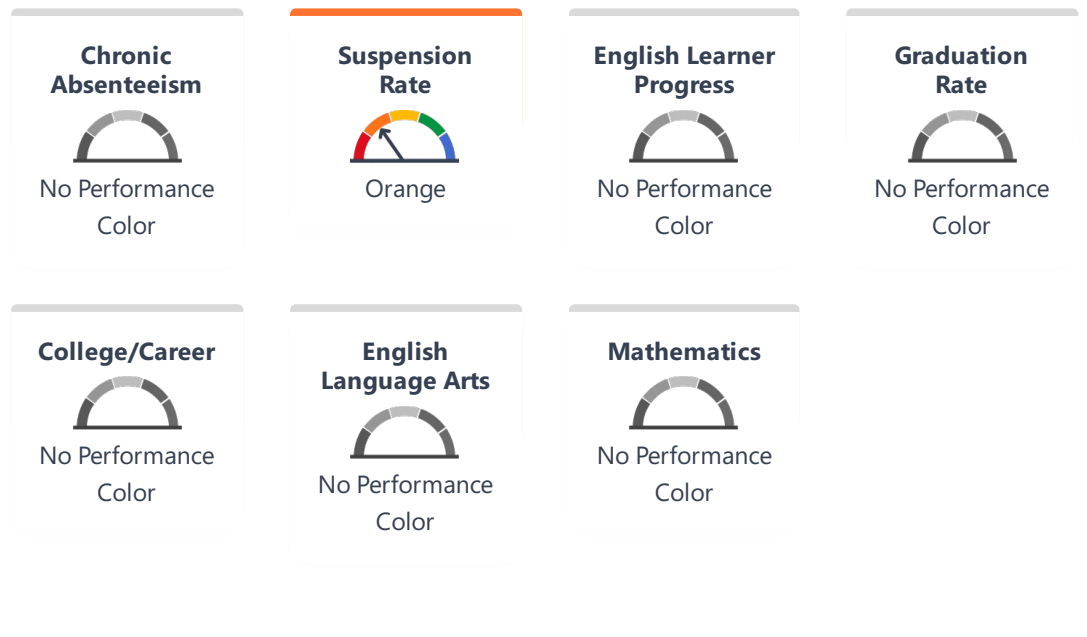 Chronic
Absenteeism
No Performance
Color
Suspension
Rate
Orange
English Learner
Progress
No Performance
Color
Graduation
Rate
No Performance
Color
College/Career
No Performance
Color
English
Language Arts
No Performance
Color
Mathematics
No Performance
Color